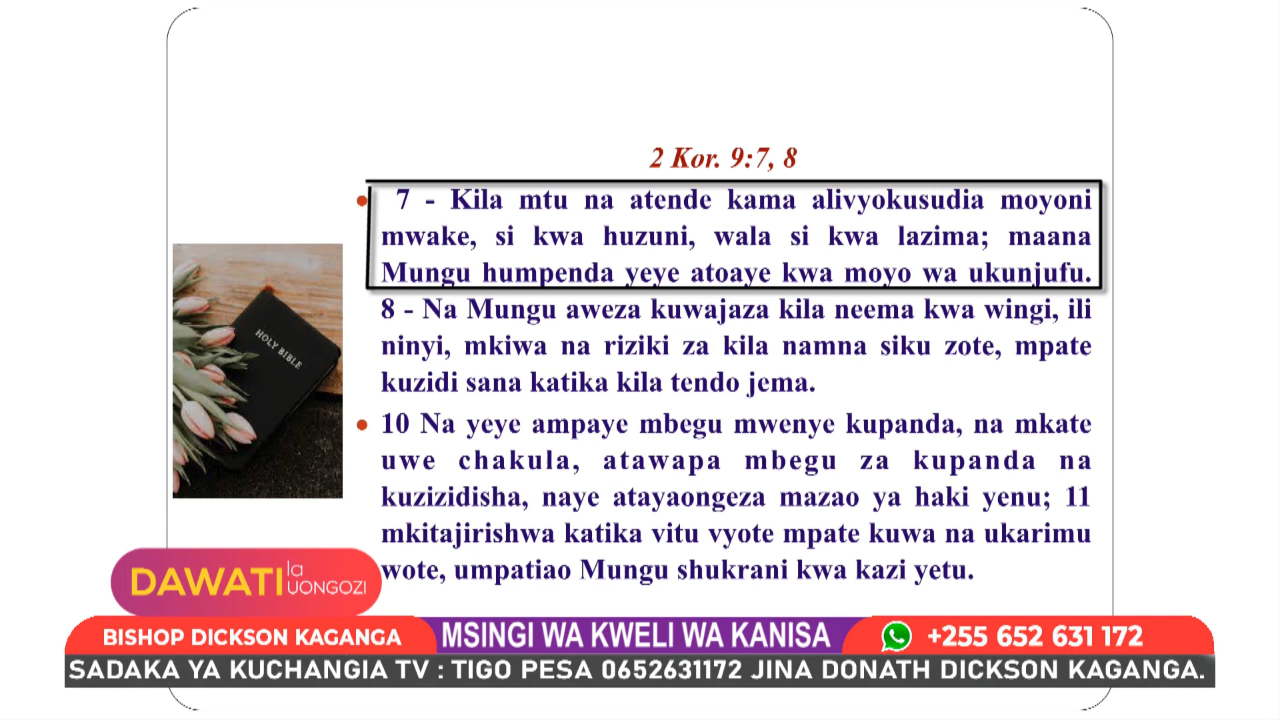 2 Kor. 9:7, 8
• 7 - Kila mtu na atende kama alivyokusudia moyoni
mwake, si kwa huzuni, wala si kwa lazima; maana
Mungu humpenda yeye atoaye kwa moyo wa ukunjufu.
8 - Na Mungu aweza kuwajaza kila neema kwa wingi, ili
ninyi, mkiwa na riziki za kila namna siku zote, mpate
kuzidi sana katika kila tendo jema.
• 10 Na yeye ampaye mbegu mwenye kupanda, na mkate
uwe chakula, atawapa mbegu za kupanda na
kuzizidisha, naye atayaongeza mazao ya haki yenu; 11
mkitajirishwa katika vitu vyote mpate kuwa na ukarimu
wote, umpatiao Mungu shukrani kwa kazi yetu.
HOLY BIBLE
DAWATI la UONGOZI
BISHOP DICKSON KAGANGA
MSINGI WA KWELI WA KANISA
+255 652 631 172
SADAKA YA KUCHANGIA TV : TIGO PESA 0652631172 JINA DONATH DICKSON KAGANGA.